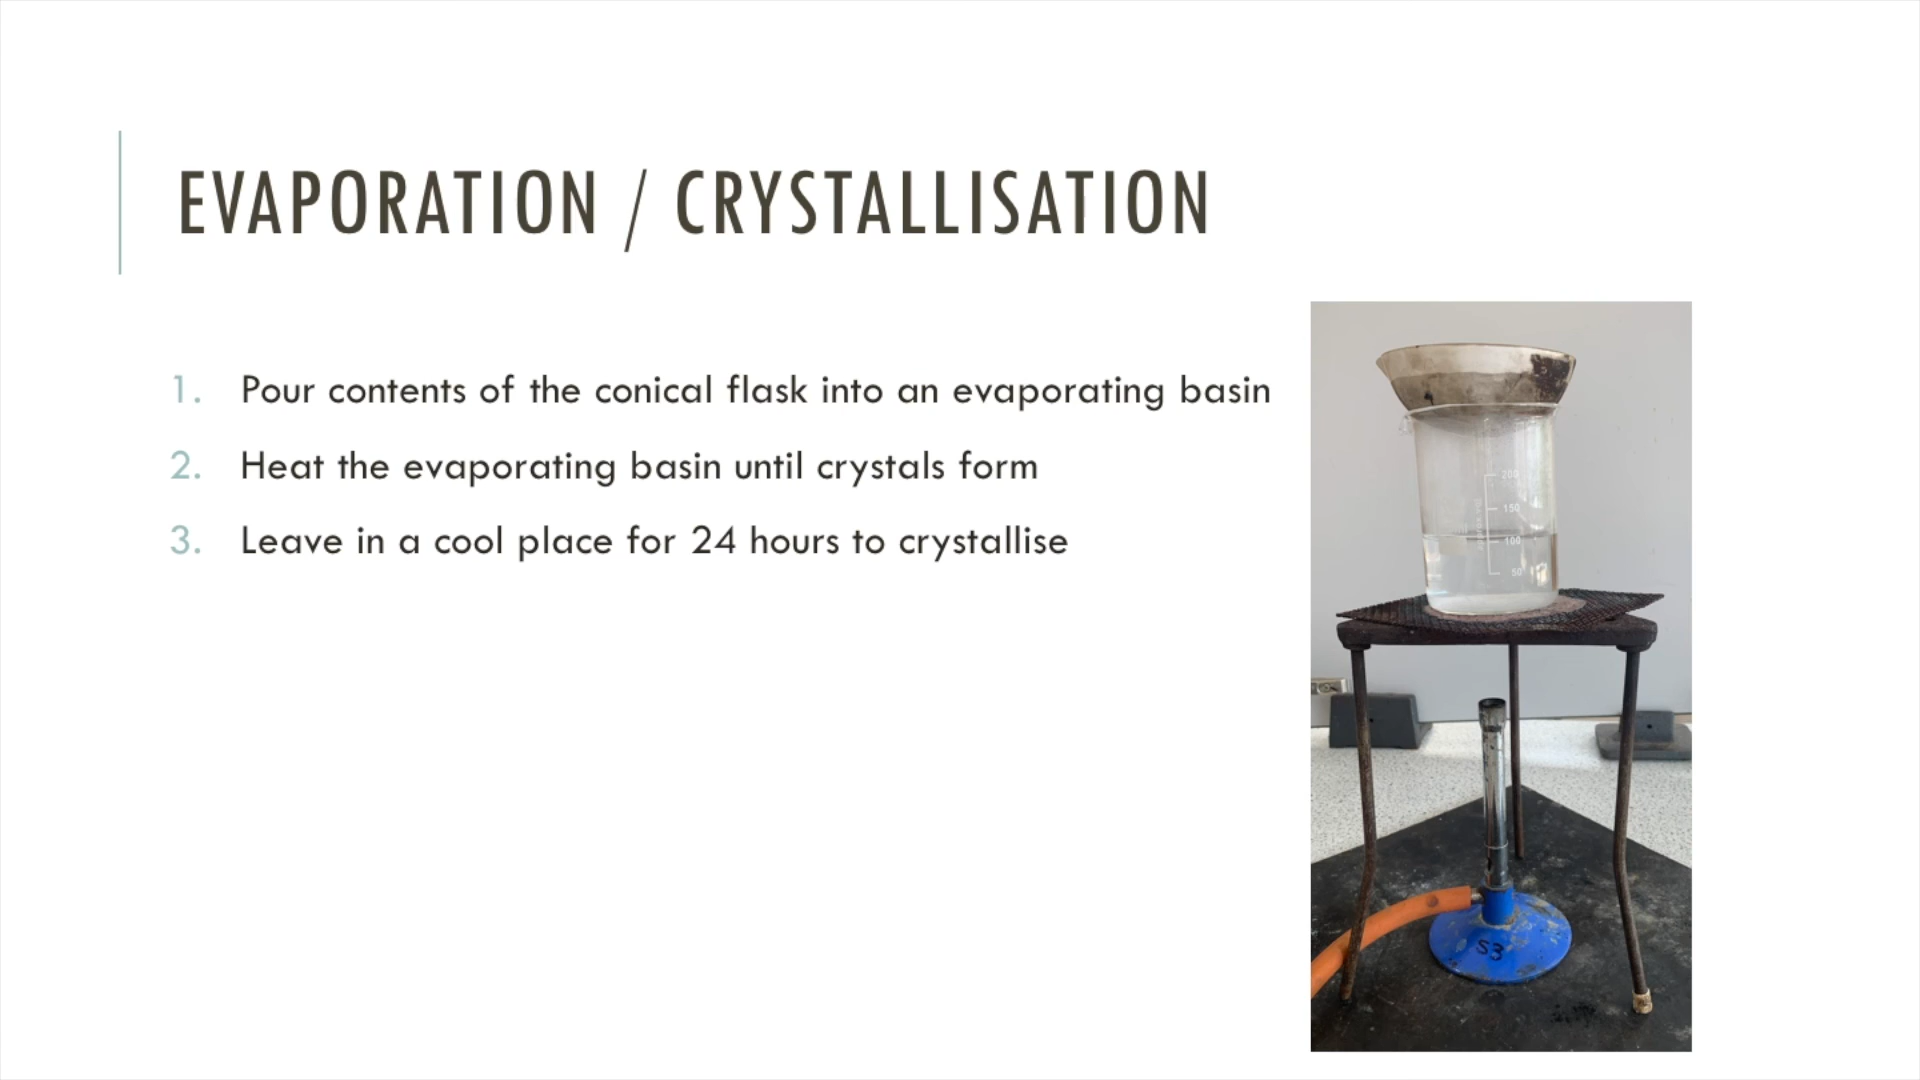 EVAPORATION / CRYSTALLISATION
1. Pour contents of the conical flask into an evaporating basin
2. Heat the evaporating basin until crystals form
3. Leave in a cool place for 24 hours to crystallise
200
150
100
50
S3